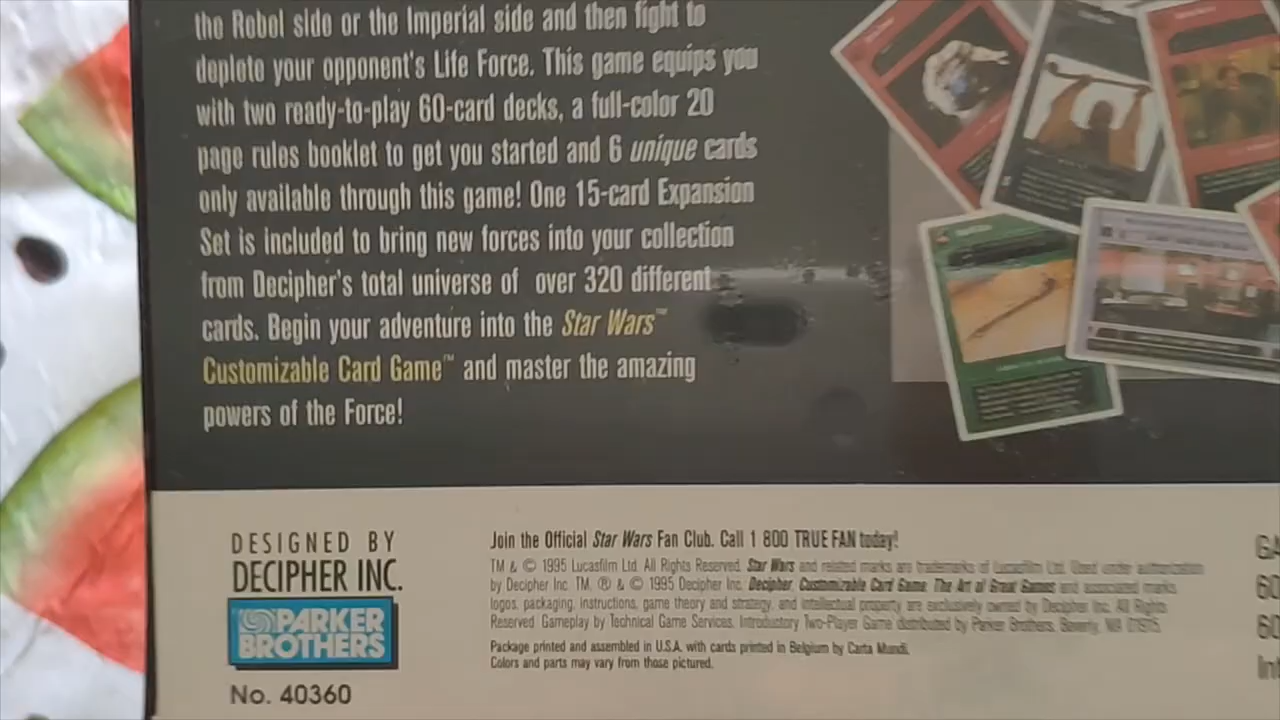 the Rebel side or the Imperial side and then fight to
deplete your opponent's Life Force. This game equips you
with two ready-to-play 60-card decks, a full-color 20
page rules booklet to get you started and 6 unique cards
only available through this game! One 15-card Expansion
Set is included to bring new forces into your collection
from Decipher's total universe of over 320 different
cards. Begin your adventure into the Star Wars™
Customizable Card Game™ and master the amazing
powers of the Force!
DESIGNED BY
DECIPHER INC.
PARKER
BROTHERS
No. 40360
Join the Official Star Wars Fan Club. Call 1 800 TRUE FAN today!
TM & © 1995 Lucasfilm Ltd. All Rights Reserved. Star Wars and related marks are trademarks of Lucasfilm Ltd. Used under authorization
by Decipher Inc. TM, ® & © 1995 Decipher Inc. Decipher, Customizable Card Game, The Art of Great Games and associated marks,
logos, packaging, instructions, game theory and strategy, and intellectual property are exclusively owned by Decipher Inc. All Rights
Reserved. Gameplay by Technical Game Services. Introductory Two-Player Game distributed by Parker Brothers, Beverly, MA 01915.
Package printed and assembled in U.S.A. with cards printed in Belgium by Carta Mundi.
Colors and parts may vary from those pictured.
GA
60
60
Int